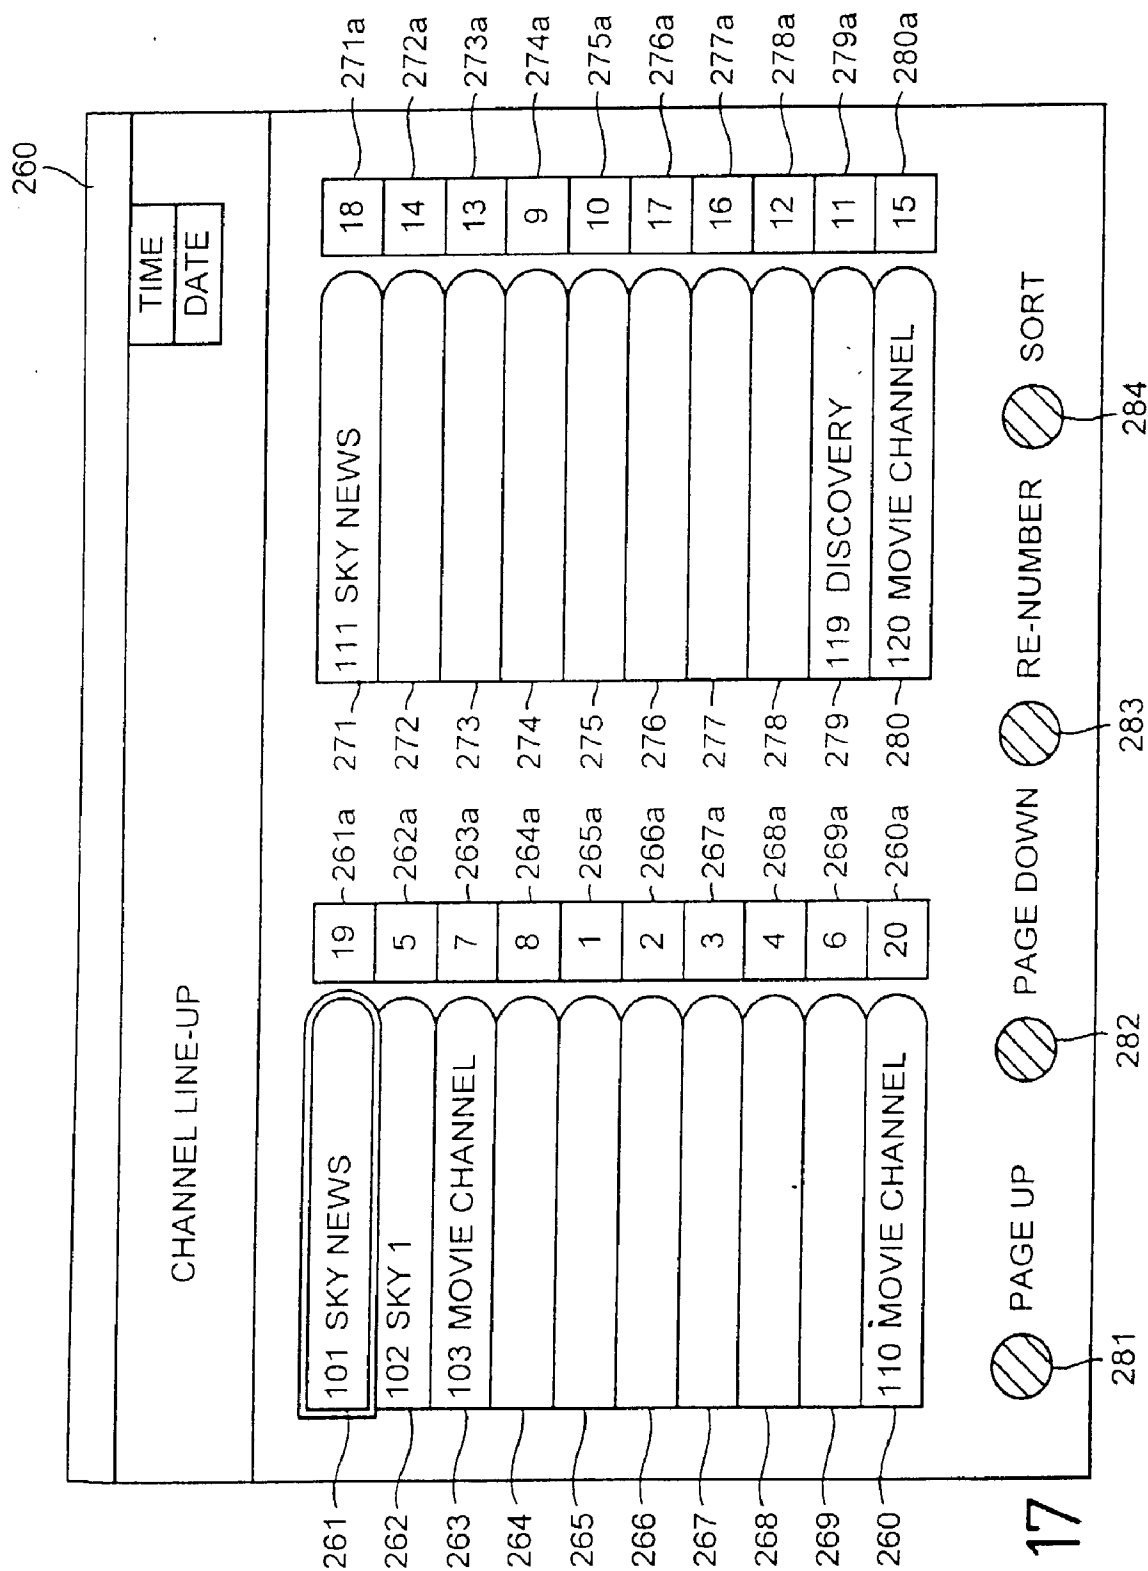 260
TIME
DATE
CHANNEL LINE-UP
261 101 SKY NEWS 19 261a
262 102 SKY 1 5 262a
263 103 MOVIE CHANNEL 7 263a
264 8 264a
265 1 265a
266 2 266a
267 3 267a
268 4 268a
269 6 269a
260 110 MOVIE CHANNEL 20 260a
271 111 SKY NEWS 18 271a
272 14 272a
273 13 273a
274 9 274a
275 10 275a
276 17 276a
277 16 277a
278 12 278a
279 119 DISCOVERY 11 279a
280 120 MOVIE CHANNEL 15 280a
PAGE UP PAGE DOWN RE-NUMBER SORT
281 282 283 284
17